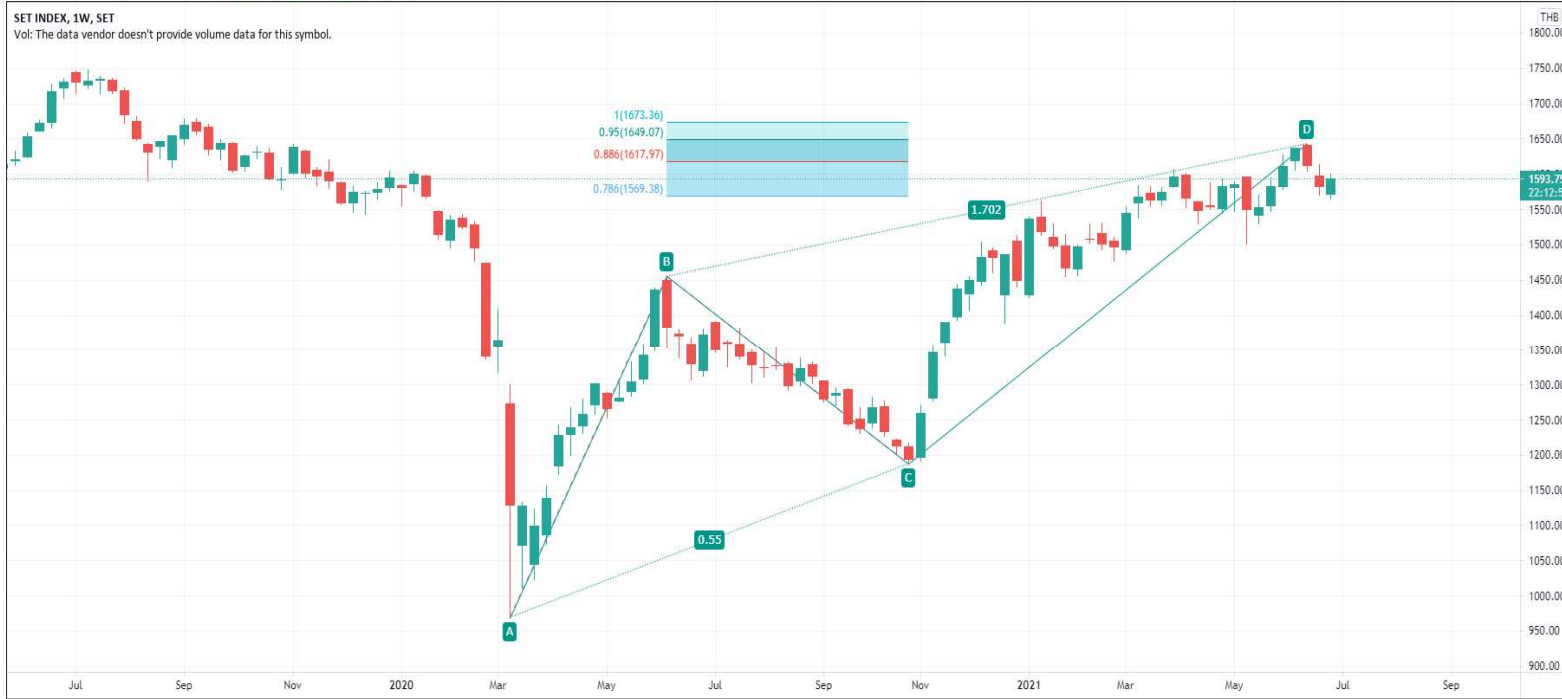 SET INDEX, 1W, SET
Vol: The data vendor doesn't provide volume data for this symbol.
THB
1800.00
1750.00
1700.00
1650.00
1593.75
22:12:5
1550.00
1500.00
1450.00
1400.00
1350.00
1300.00
1250.00
1200.00
1150.00
1100.00
1050.00
1000.00
950.00
900.00
1(1673.36)
0.95(1649.07)
0.886(1617.97)
0.786(1569.38)
D
1.702
B
C
0.55
A
Jul
Sep
Nov
2020
Mar
May
Jul
Sep
Nov
2021
Mar
May
Jul
Sep